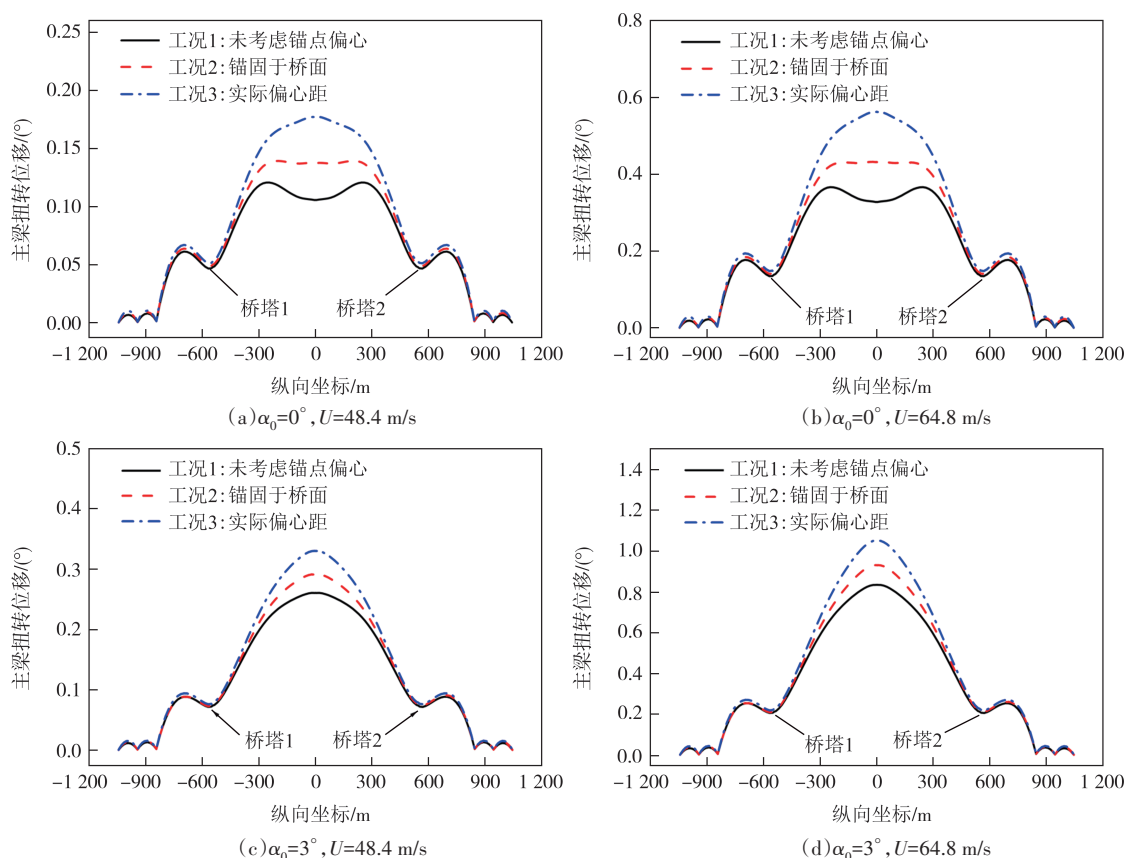 0.25
0.20
0.15
0.10
0.05
0.00
主梁扭转位移/(°)
工况1:未考虑锚点偏心
工况2:锚固于桥面
工况3:实际偏心距
桥塔1
桥塔2
-1 200 -900 -600 -300 0 300 600 900 1 200
纵向坐标/m
(a)α0=0°,U=48.4 m/s
0.8
0.6
0.4
0.2
0.0
主梁扭转位移/(°)
工况1:未考虑锚点偏心
工况2:锚固于桥面
工况3:实际偏心距
桥塔1
桥塔2
-1 200 -900 -600 -300 0 300 600 900 1 200
纵向坐标/m
(b)α0=0°,U=64.8 m/s
0.5
0.4
0.3
0.2
0.1
0.0
主梁扭转位移/(°)
工况1:未考虑锚点偏心
工况2:锚固于桥面
工况3:实际偏心距
桥塔1
桥塔2
-1 200 -900 -600 -300 0 300 600 900 1 200
纵向坐标/m
(c)α0=3°,U=48.4 m/s
1.4
1.2
1.0
0.8
0.6
0.4
0.2
0.0
主梁扭转位移/(°)
工况1:未考虑锚点偏心
工况2:锚固于桥面
工况3:实际偏心距
桥塔1
桥塔2
-1 200 -900 -600 -300 0 300 600 900 1 200
纵向坐标/m
(d)α0=3°,U=64.8 m/s